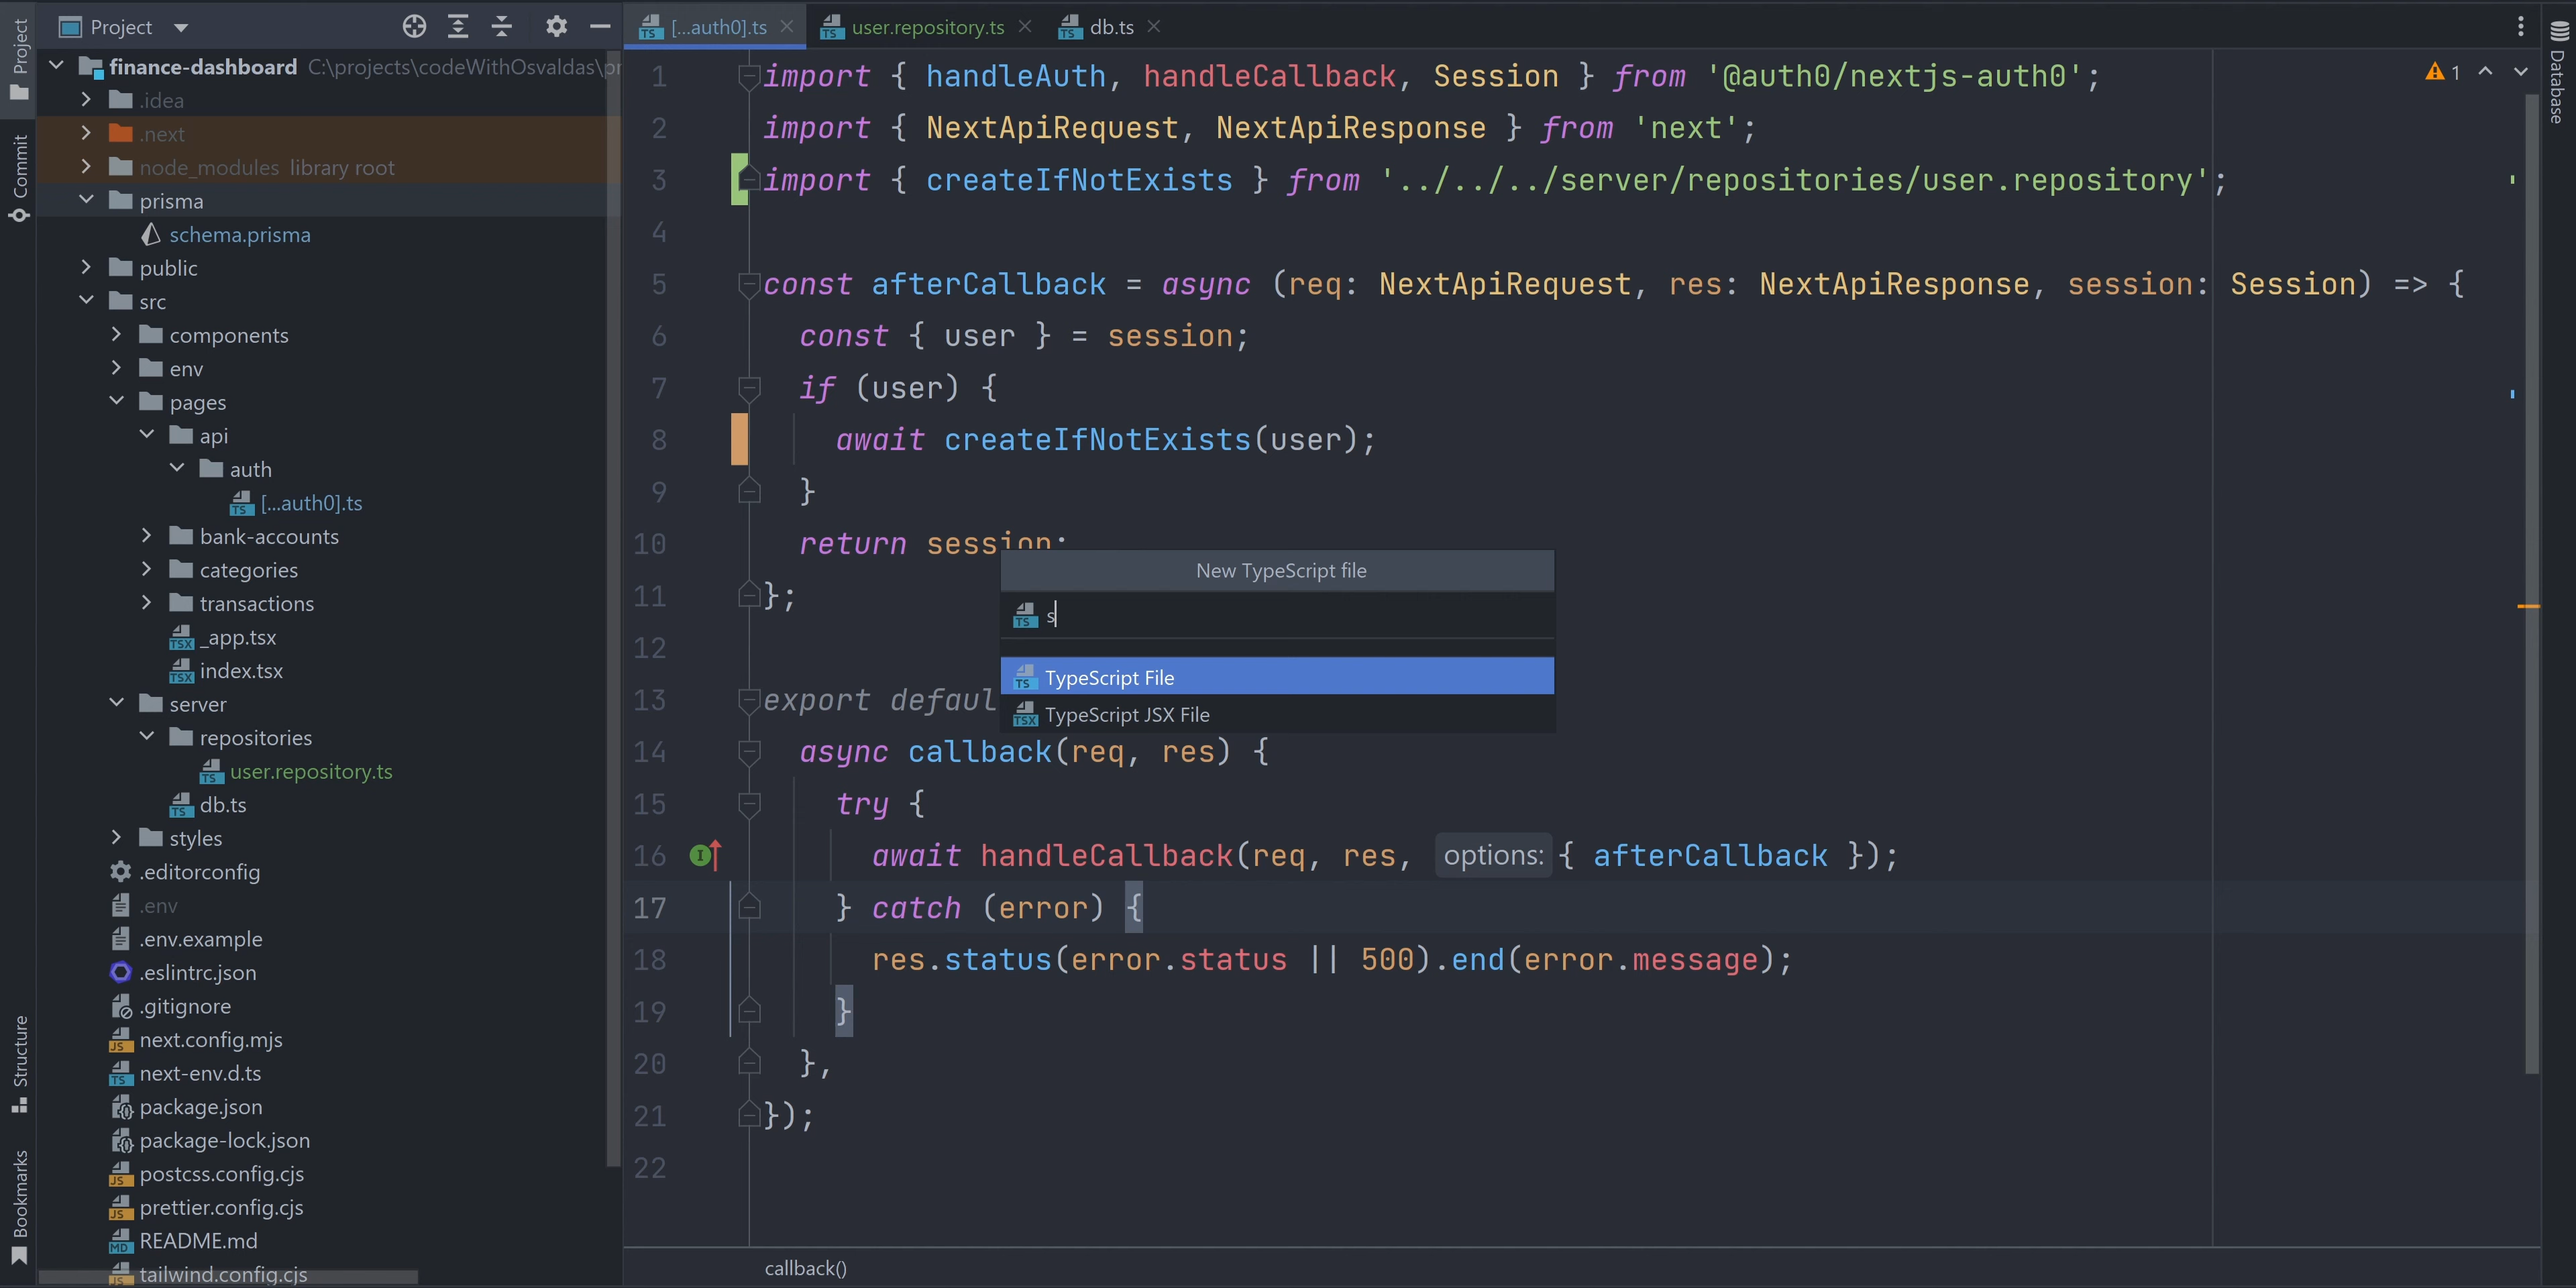 Project
finance-dashboard C:\projects\codeWithOsvaldas\pr
.idea
.next
node_modules library root
prisma
schema.prisma
public
src
components
env
pages
api
auth
[...auth0].ts
bank-accounts
categories
transactions
_app.tsx
index.tsx
server
repositories
user.repository.ts
db.ts
styles
.editorconfig
.env
.env.example
.eslintrc.json
.gitignore
next.config.mjs
next-env.d.ts
package.json
package-lock.json
postcss.config.cjs
prettier.config.cjs
README.md
tailwind.config.cjs
Project
Commit
Structure
Bookmarks
[...auth0].ts
user.repository.ts
db.ts
1 import { handleAuth, handleCallback, Session } from '@auth0/nextjs-auth0';
2 import { NextApiRequest, NextApiResponse } from 'next';
3 import { createIfNotExists } from '../../../server/repositories/user.repository';
4
5 const afterCallback = async (req: NextApiRequest, res: NextApiResponse, session: Session) => {
6 const { user } = session;
7 if (user) {
8 await createIfNotExists(user);
9 }
10 return session;
11 };
12
13 export defaul
14 async callback(req, res) {
15 try {
16 await handleCallback(req, res, options: { afterCallback });
17 } catch (error) {
18 res.status(error.status || 500).end(error.message);
19 }
20 },
21 });
22
New TypeScript file
s
TypeScript File
TypeScript JSX File
1
Database
callback()